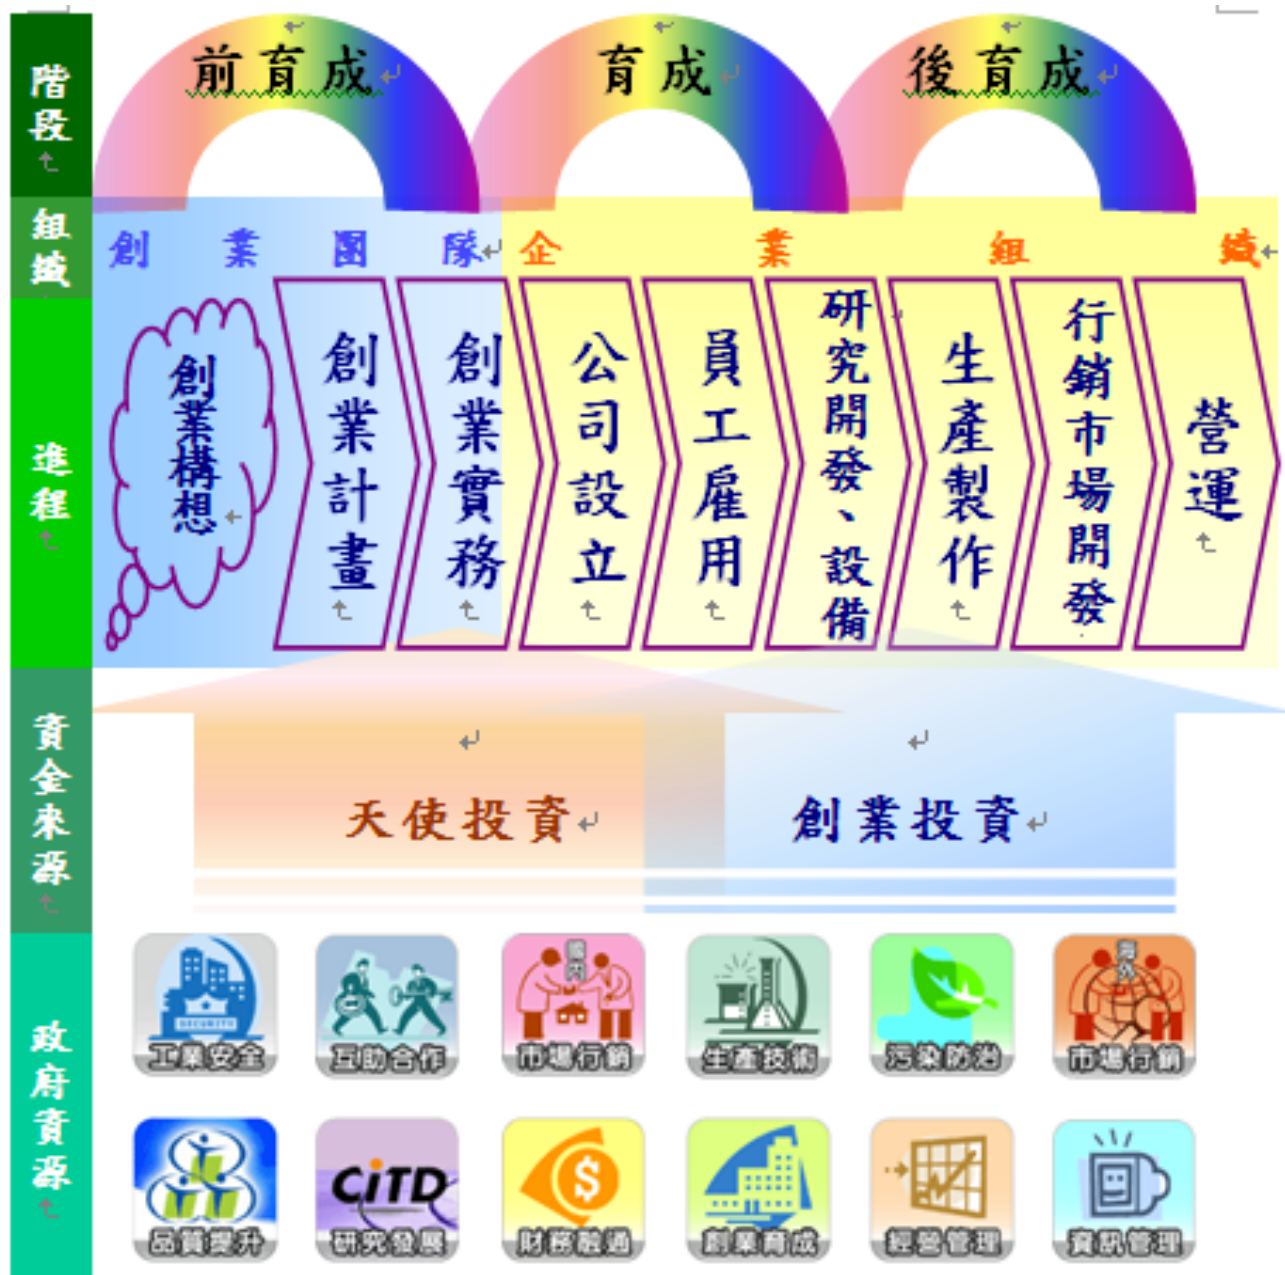 階段
前育成
育成
後育成
組織
創業團隊
企業組織
進程
創業構想
創業計畫
創業實務
公司設立
員工雇用
研究開發、設備
生產製作
行銷市場開發
營運
資金來源
天使投資
創業投資
政府資源
SECURITY
工業安全
互助合作
國內
市場行銷
生產技術
污染防治
海外
市場行銷
品質提升
CiTD
研究發展
$
財務融通
創業育成
經營管理
資訊管理